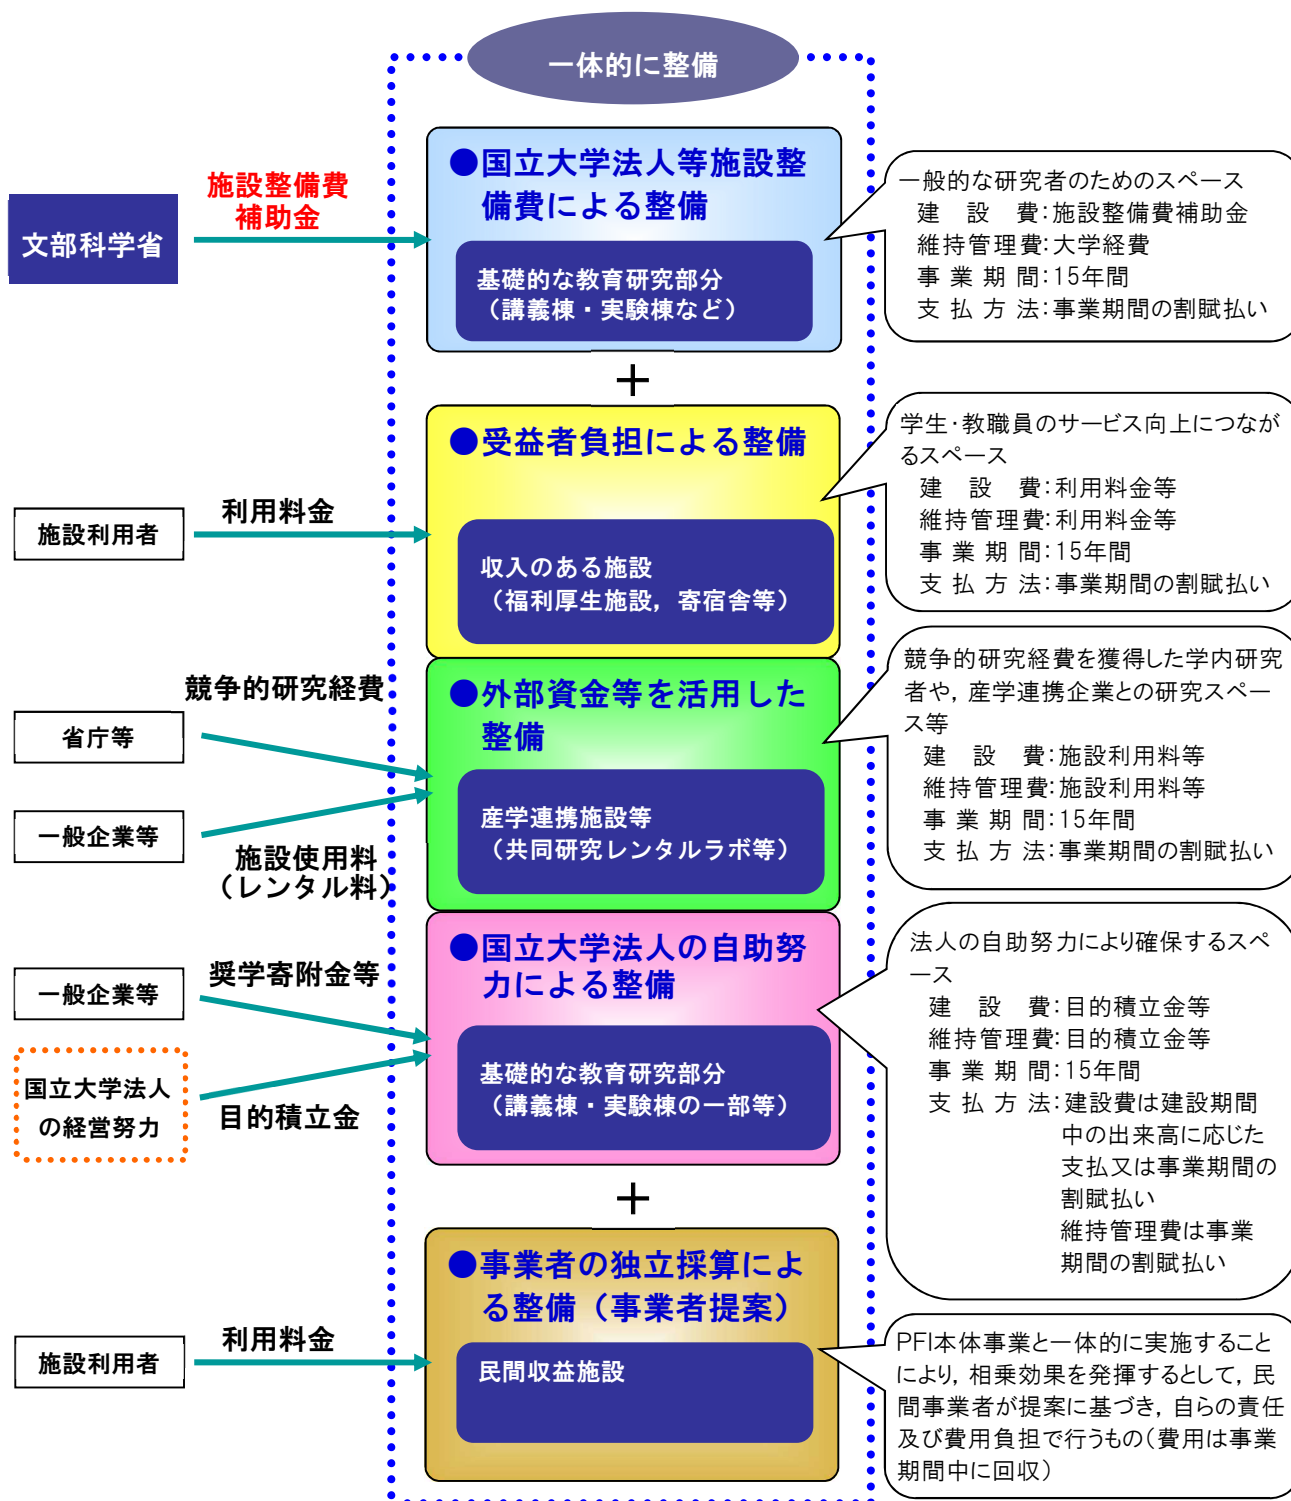 一体的に整備
●国立大学法人等施設整
備費による整備
基礎的な教育研究部分
（講義棟・実験棟など）
文部科学省
施設整備費
補助金
一般的な研究者のためのスペース
建　設　費：施設整備費補助金
維持管理費：大学経費
事 業 期 間：15年間
支 払 方 法：事業期間の割賦払い
＋
●受益者負担による整備
収入のある施設
（福利厚生施設，寄宿舎等）
施設利用者
利用料金
学生・教職員のサービス向上につなが
るスペース
建　設　費：利用料金等
維持管理費：利用料金等
事 業 期 間：15年間
支 払 方 法：事業期間の割賦払い
●外部資金等を活用した
整備
産学連携施設等
（共同研究レンタルラボ等）
競争的研究経費
省庁等
一般企業等
施設使用料
（レンタル料）
競争的研究経費を獲得した学内研究
者や，産学連携企業との研究スペー
ス等
建　設　費：施設利用料等
維持管理費：施設利用料等
事 業 期 間：15年間
支 払 方 法：事業期間の割賦払い
●国立大学法人の自助努
力による整備
基礎的な教育研究部分
（講義棟・実験棟の一部等）
奨学寄附金等
一般企業等
国立大学法人
の経営努力
目的積立金
法人の自助努力により確保するスペ
ース
建　設　費：目的積立金等
維持管理費：目的積立金等
事 業 期 間：15年間
支 払 方 法：建設費は建設期間
中の出来高に応じた
支払又は事業期間の
割賦払い
維持管理費は事業
期間の割賦払い
＋
●事業者の独立採算によ
る整備（事業者提案）
民間収益施設
利用料金
施設利用者
PFI本体事業と一体的に実施すること
により，相乗効果を発揮するとして，民
間事業者が提案に基づき，自らの責任
及び費用負担で行うもの（費用は事業
期間中に回収）